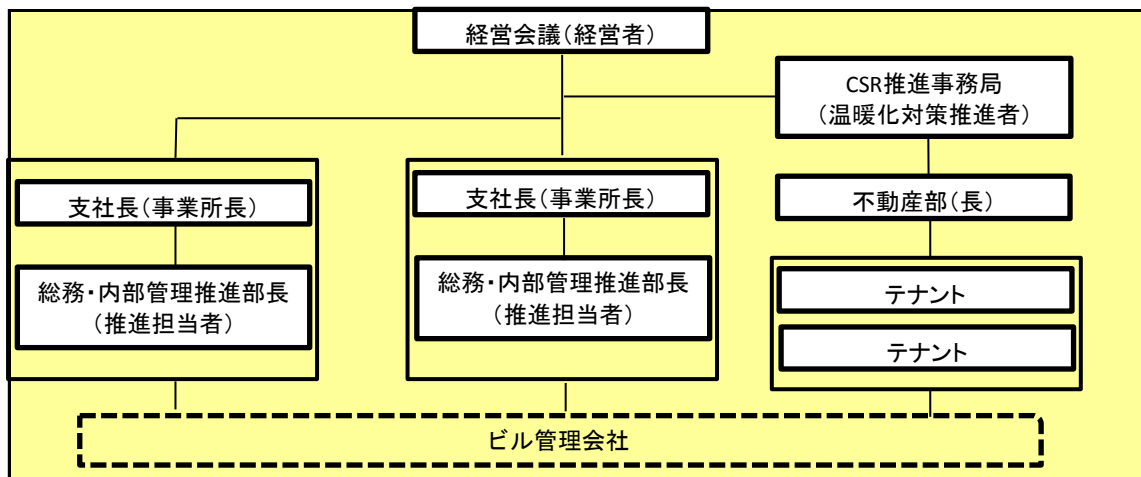 経営会議(経営者)
CSR推進事務局
(温暖化対策推進者)
支社長(事業所長)
支社長(事業所長)
不動産部(長)
総務・内部管理推進部長
(推進担当者)
総務・内部管理推進部長
(推進担当者)
テナント
テナント
ビル管理会社